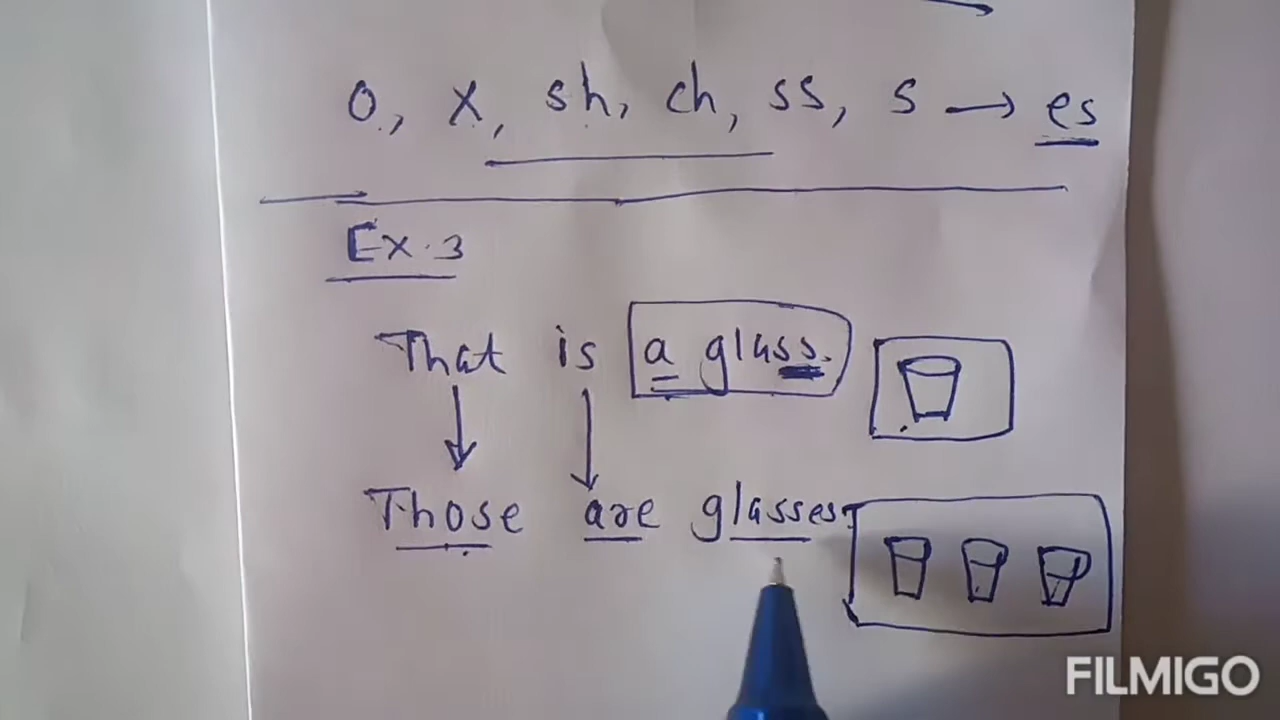 o, x, sh, ch, ss, s → es
Ex. 3
That is a glass.
Those are glasses.
FILMIGO